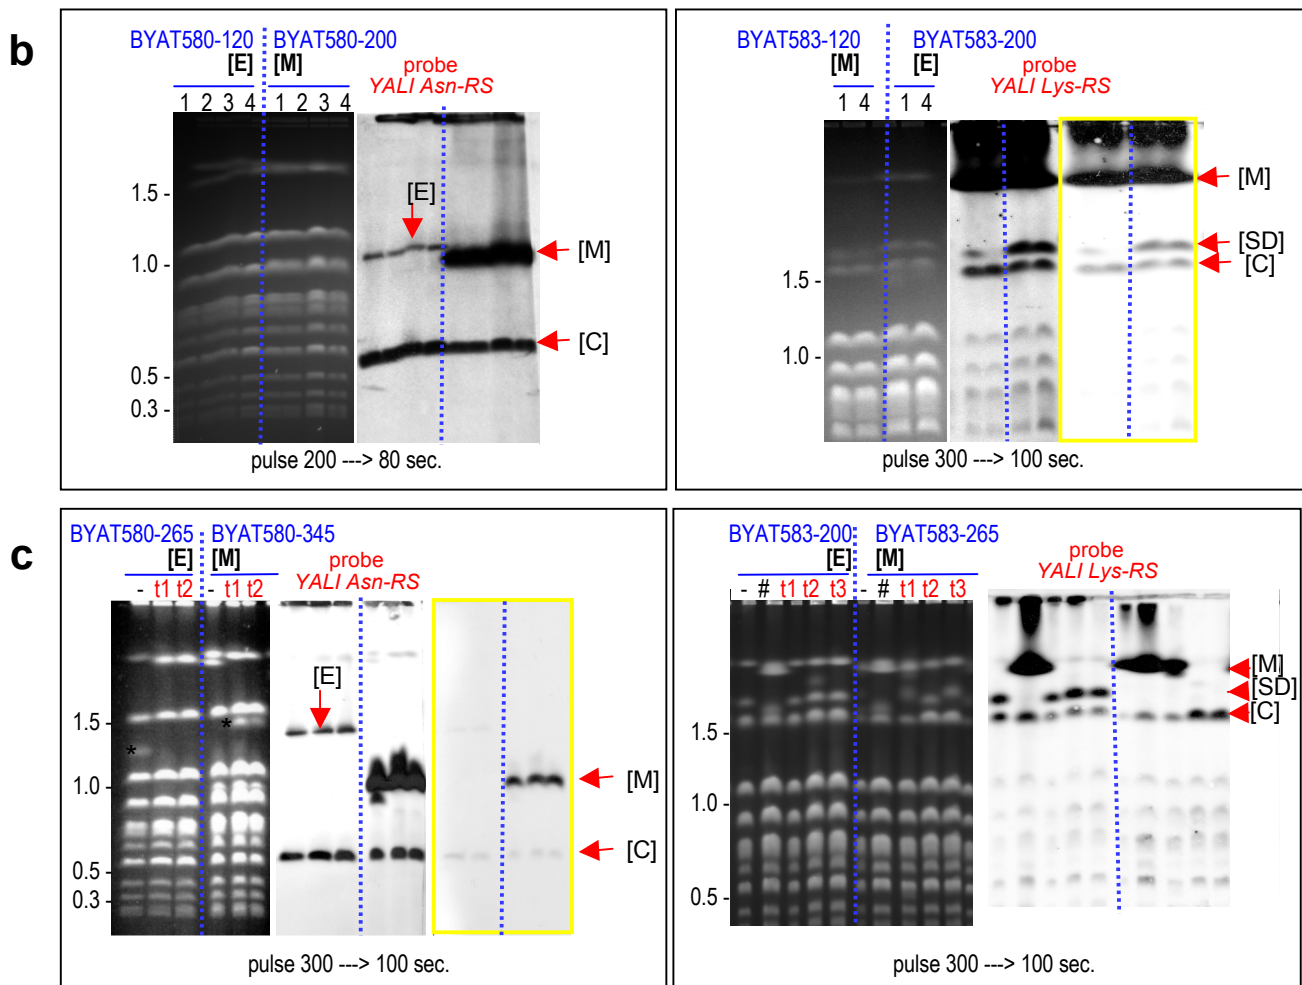 b
BYAT580-120 BYAT580-200
[E] [M]
probe
YALI Asn-RS
1 2 3 4 1 2 3 4
1.5 -
1.0 -
0.5 -
0.3 -
[E]
[M]
[C]
pulse 200 ---> 80 sec.
BYAT583-120 BYAT583-200
[M] [E]
probe
YALI Lys-RS
1 4 1 4
1.5 -
1.0 -
[M]
[SD]
[C]
pulse 300 ---> 100 sec.
c
BYAT580-265 BYAT580-345
[E] [M]
probe
YALI Asn-RS
- t1 t2 - t1 t2
*
*
1.5 -
1.0 -
0.5 -
0.3 -
[E]
[M]
[C]
pulse 300 ---> 100 sec.
BYAT583-200 BYAT583-265
[E] [M]
probe
YALI Lys-RS
- # t1 t2 t3 - # t1 t2 t3
1.5 -
1.0 -
0.5 -
[M]
[SD]
[C]
pulse 300 ---> 100 sec.